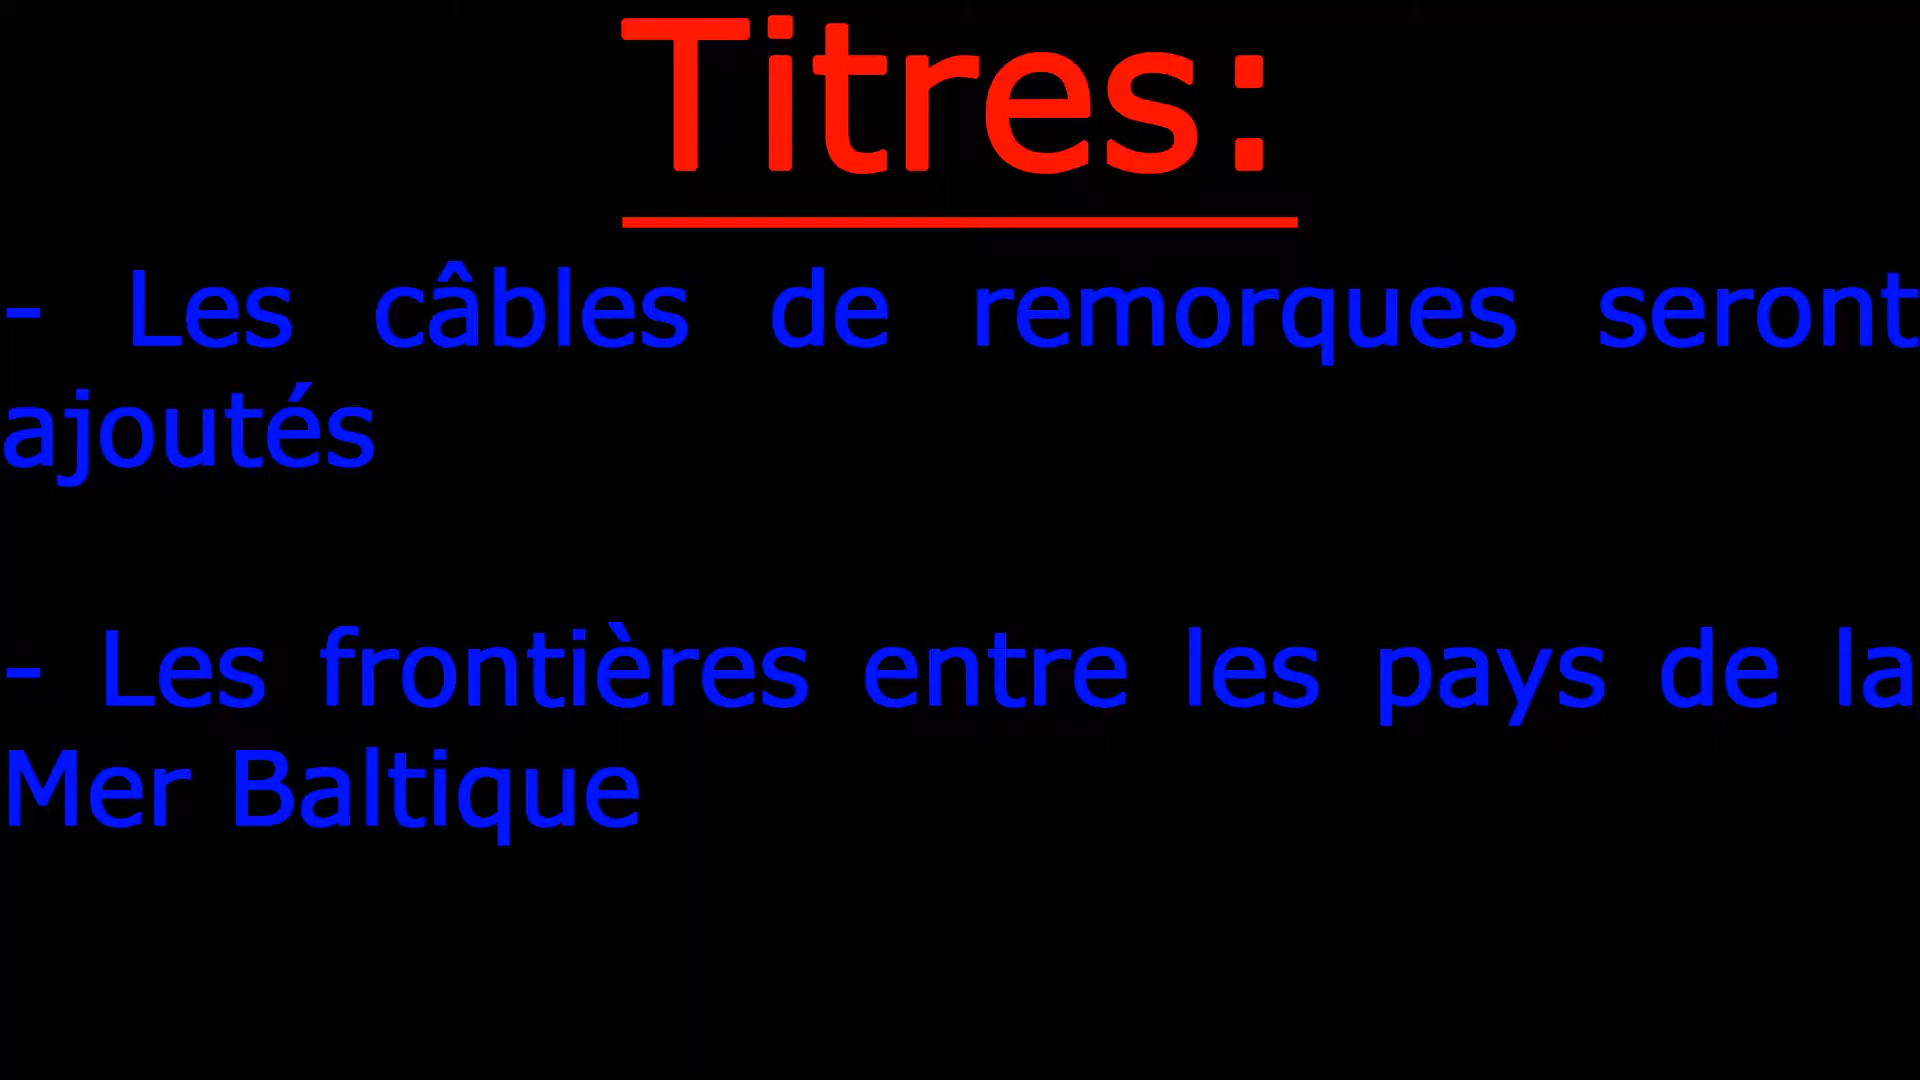 Titres:
- Les câbles de remorques seront
ajoutés
- Les frontières entre les pays de la
Mer Baltique